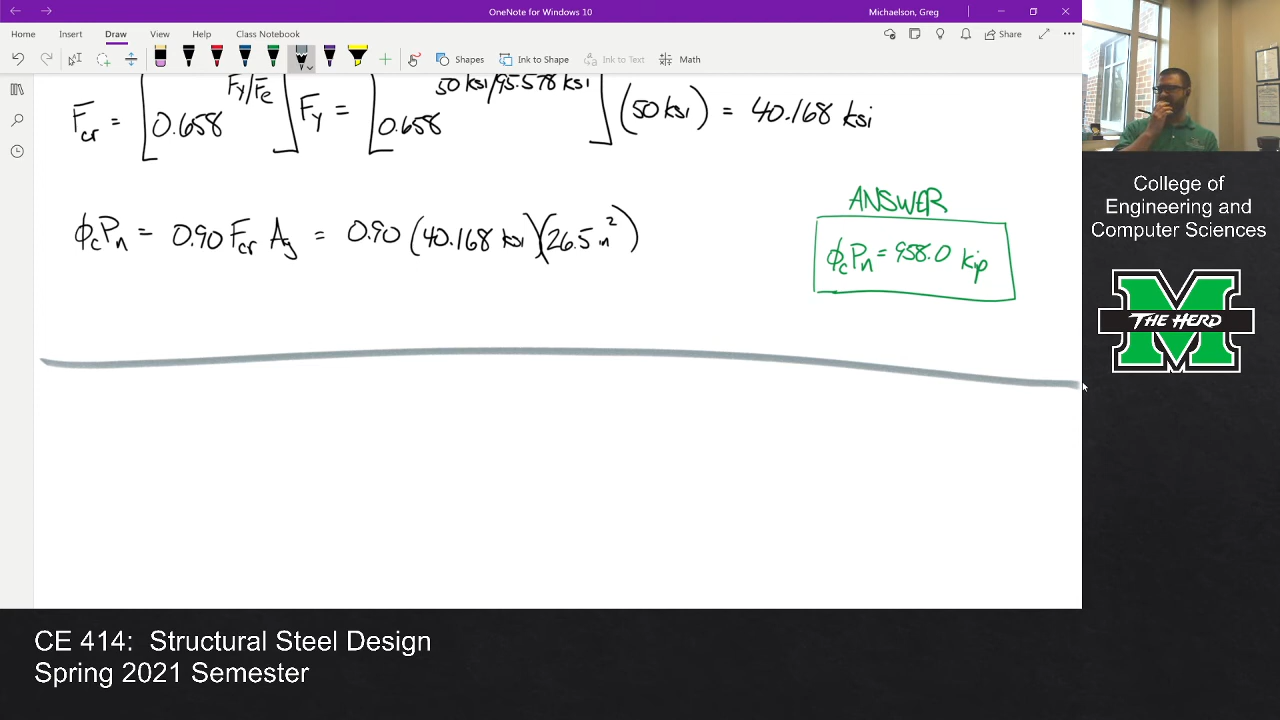 OneNote for Windows 10
Michaelson, Greg
Home Insert Draw View Help Class Notebook
Share
Shapes Ink to Shape Ink to Text Math
Fcr = [0.658^(Fy/Fe)] Fy = [0.658^(50 ksi/95.578 ksi)] (50 ksi) = 40.168 ksi
ANSWER
ϕcPn = 0.90 Fcr Ag = 0.90 (40.168 ksi)(26.5 in²)
ϕcPn = 958.0 kip
College of
Engineering and
Computer Sciences
THE HERD
CE 414: Structural Steel Design
Spring 2021 Semester